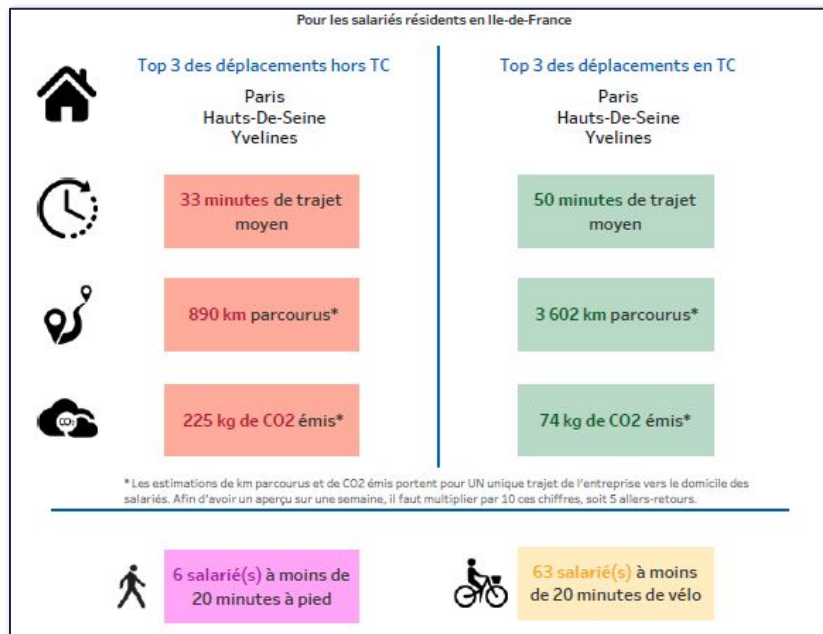 Pour les salariés résidents en Ile-de-France
Top 3 des déplacements hors TC
Paris
Hauts-De-Seine
Yvelines
33 minutes de trajet
moyen
890 km parcourus*
CO₂
225 kg de CO2 émis*
Top 3 des déplacements en TC
Paris
Hauts-De-Seine
Yvelines
50 minutes de trajet
moyen
3 602 km parcourus*
74 kg de CO2 émis*
* Les estimations de km parcourus et de CO2 émis portent pour UN unique trajet de l'entreprise vers le domicile des
salariés. Afin d'avoir un aperçu sur une semaine, il faut multiplier par 10 ces chiffres, soit 5 allers-retours.
6 salarié(s) à moins de
20 minutes à pied
63 salarié(s) à moins
de 20 minutes de vélo